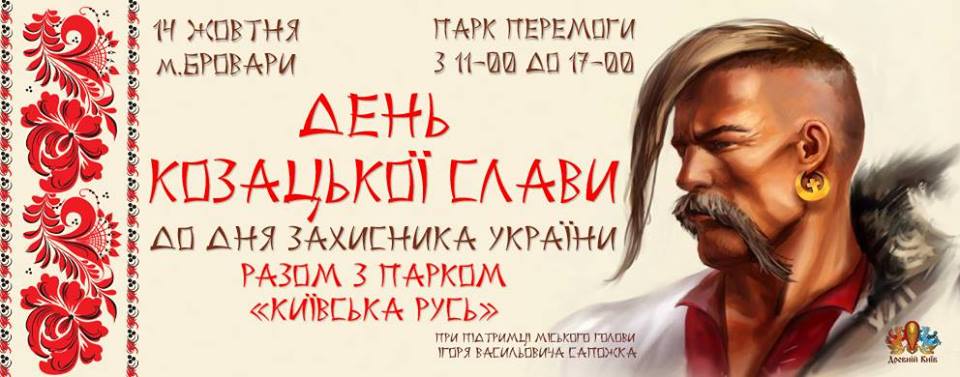 14 ЖОВТНЯ
м.БРОВАРИ
ПАРК ПЕРЕМОГИ
З 11-00 ДО 17-00
ДЕНЬ
КОЗАЦЬКОЇ СЛАВИ
ДО ДНЯ ЗАХИСНИКА УКРАЇНИ
РАЗОМ З ПАРКОМ
«КИЇВСЬКА РУСЬ»
ПРИ ПІДТРИМЦІ МІСЬКОГО ГОЛОВИ
ІГОРЯ ВАСИЛЬОВИЧА САПОЖКА
Древній Київ